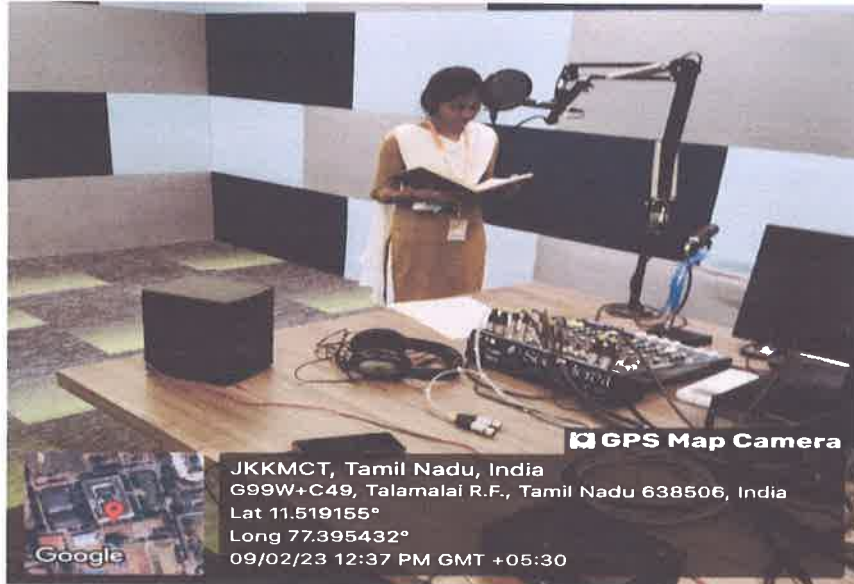 GPS Map Camera
JKKMCT, Tamil Nadu, India
G99W+C49, Talamalai R.F., Tamil Nadu 638506, India
Lat 11.519155°
Long 77.395432°
09/02/23 12:37 PM GMT +05:30
Google